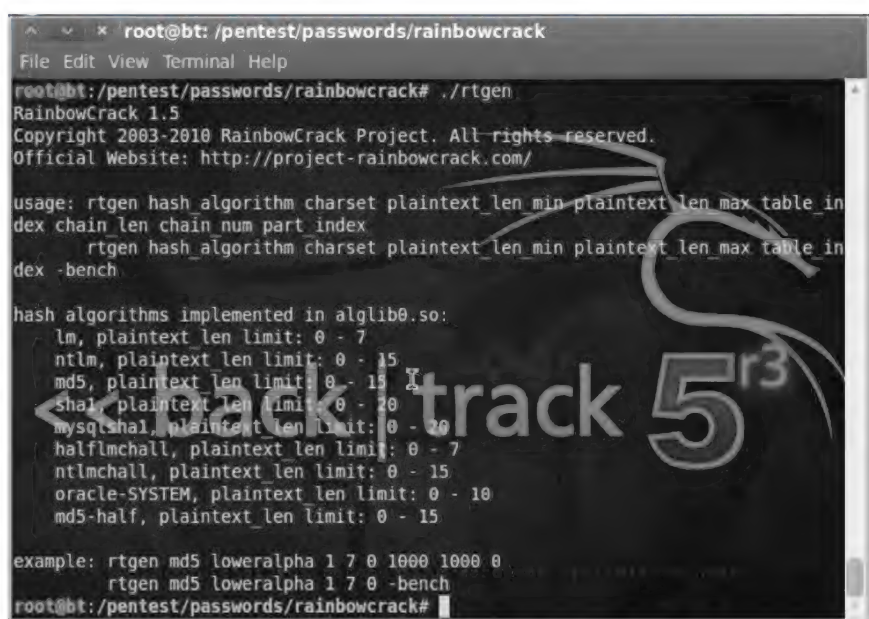 root@bt: /pentest/passwords/rainbowcrack
File Edit View Terminal Help
root@bt:/pentest/passwords/rainbowcrack# ./rtgen
RainbowCrack 1.5
Copyright 2003-2010 RainbowCrack Project. All rights reserved.
Official Website: http://project-rainbowcrack.com/
usage: rtgen hash_algorithm charset plaintext_len_min plaintext_len_max table_in
dex chain_len chain_num part_index
rtgen hash_algorithm charset plaintext_len_min plaintext_len_max table_in
dex -bench
hash algorithms implemented in alglib0.so:
lm, plaintext_len limit: 0 - 7
ntlm, plaintext_len limit: 0 - 15
md5, plaintext_len limit: 0 - 15
sha1, plaintext_len limit: 0 - 20
mysqlsha1, plaintext_len limit: 0 - 20
halflmchall, plaintext_len limit: 0 - 7
ntlmchall, plaintext_len limit: 0 - 15
oracle-SYSTEM, plaintext_len limit: 0 - 10
md5-half, plaintext_len limit: 0 - 15
<< back | track 5 r3
example: rtgen md5 loweralpha 1 7 0 1000 1000 0
rtgen md5 loweralpha 1 7 0 -bench
root@bt:/pentest/passwords/rainbowcrack#